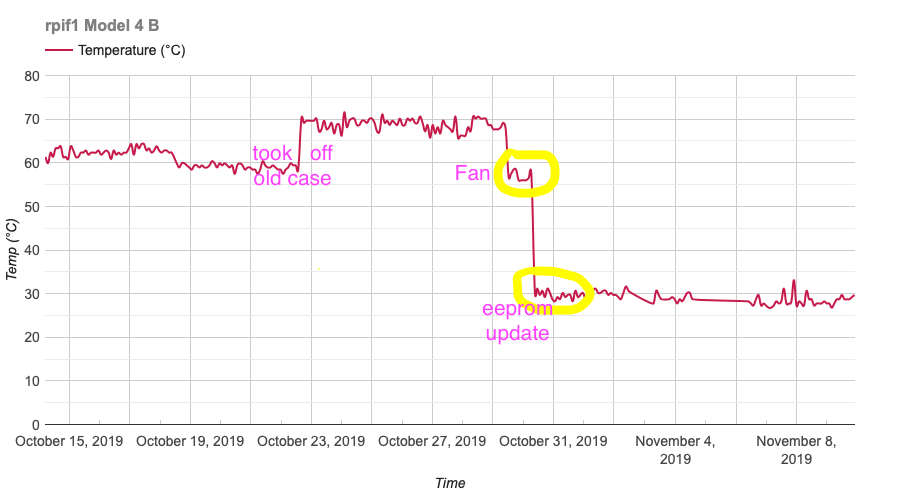 rpif1 Model 4 B
Temperature (°C)
80
70
60
50
40
30
20
10
0
Temp (°C)
took off
old case
Fan
eeprom
update
October 15, 2019
October 19, 2019
October 23, 2019
October 27, 2019
October 31, 2019
November 4,
2019
November 8,
2019
Time